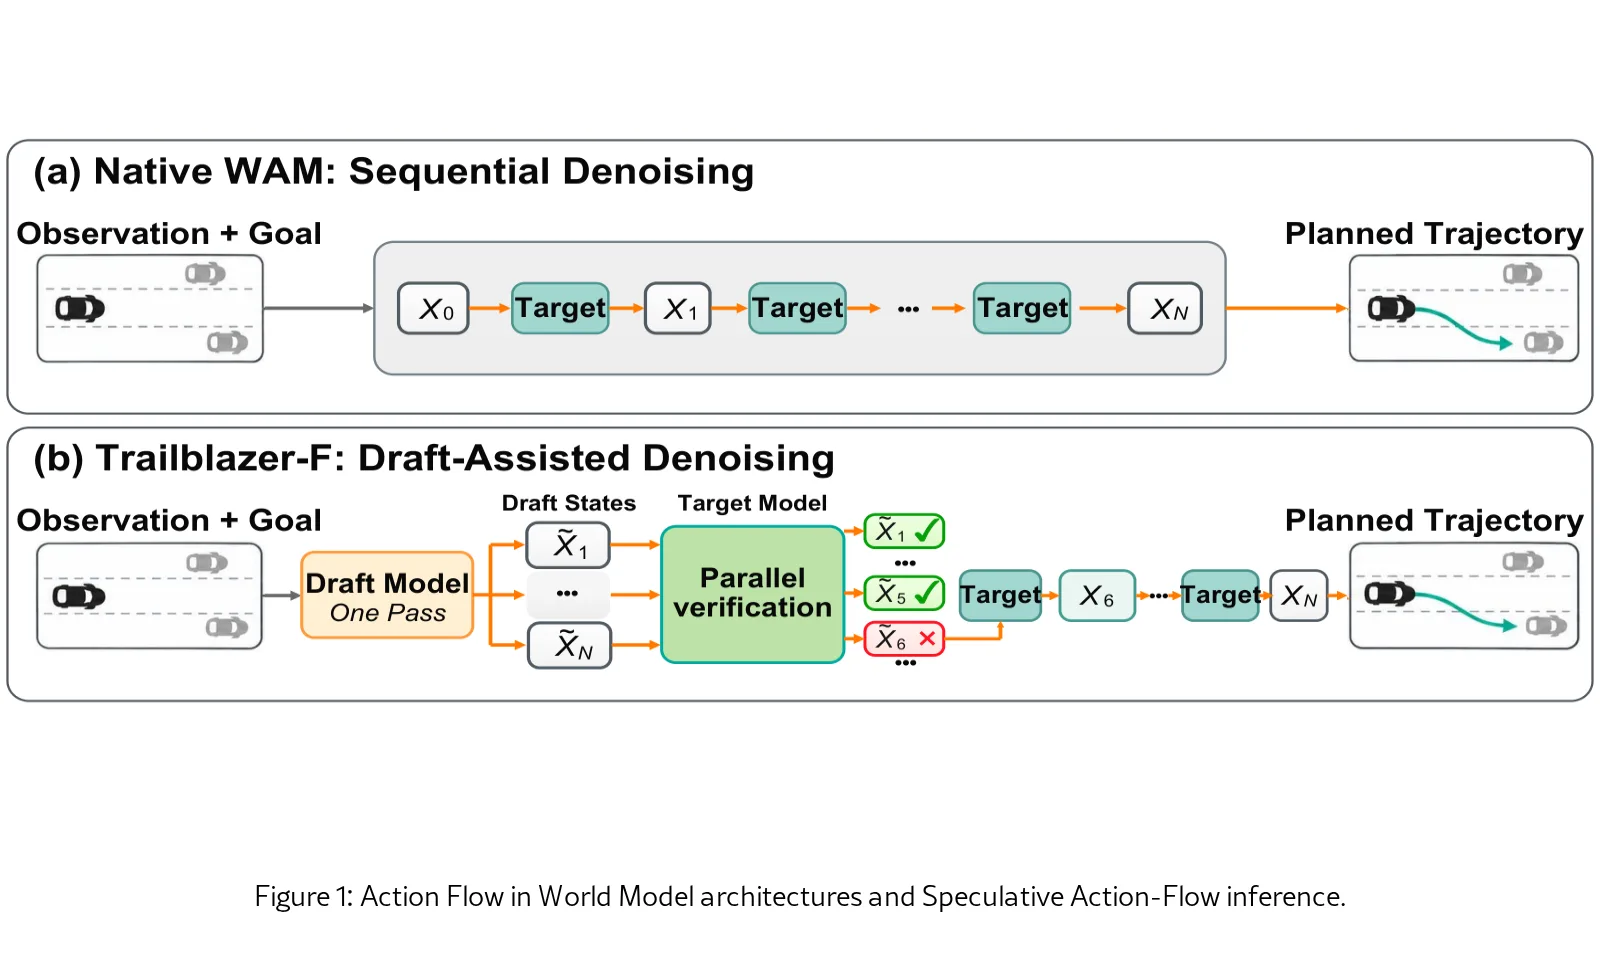 (a) Native WAM: Sequential Denoising
Observation + Goal
Planned Trajectory
X0
Target
X1
Target
...
Target
XN
(b) Trailblazer-F: Draft-Assisted Denoising
Observation + Goal
Draft States
Target Model
Planned Trajectory
Draft Model
One Pass
X̃1
...
X̃N
Parallel
verification
X̃1 ✓
...
X̃5 ✓
X̃6 ✕
...
Target
X6
...
Target
XN
Figure 1: Action Flow in World Model architectures and Speculative Action-Flow inference.